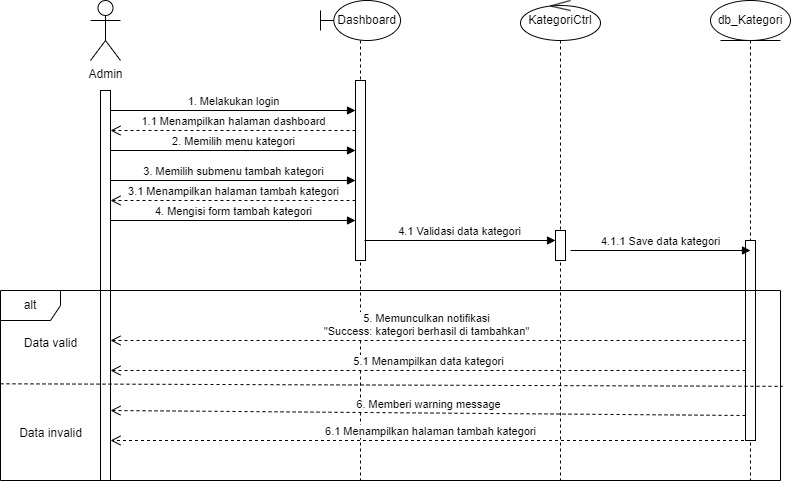 Dashboard
KategoriCtrl
db_Kategori
Admin
1. Melakukan login
1.1 Menampilkan halaman dashboard
2. Memilih menu kategori
3. Memilih submenu tambah kategori
3.1 Menampilkan halaman tambah kategori
4. Mengisi form tambah kategori
4.1 Validasi data kategori
4.1.1 Save data kategori
alt
5. Memunculkan notifikasi
"Success: kategori berhasil di tambahkan"
Data valid
5.1 Menampilkan data kategori
6. Memberi warning message
Data invalid
6.1 Menampilkan halaman tambah kategori